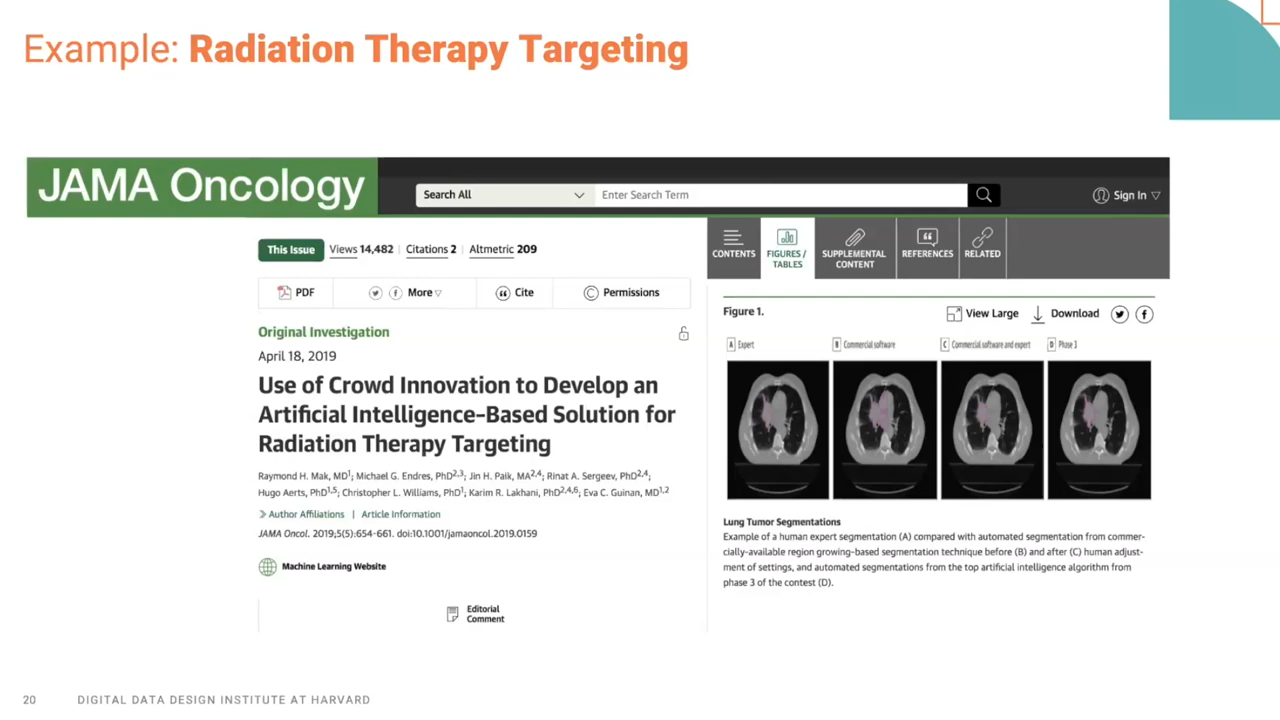 Example: Radiation Therapy Targeting
JAMA Oncology
Search All
Enter Search Term
Sign In
This Issue
Views 14,482 | Citations 2 | Altmetric 209
PDF
More
Cite
Permissions
Original Investigation
April 18, 2019
Use of Crowd Innovation to Develop an
Artificial Intelligence–Based Solution for
Radiation Therapy Targeting
Raymond H. Mak, MD1; Michael G. Endres, PhD2,3; Jin H. Paik, MA2,4; Rinat A. Sergeev, PhD2,4;
Hugo Aerts, PhD1,5; Christopher L. Williams, PhD1; Karim R. Lakhani, PhD2,4,6; Eva C. Guinan, MD1,2
Author Affiliations | Article Information
JAMA Oncol. 2019;5(5):654-661. doi:10.1001/jamaoncol.2019.0159
Machine Learning Website
Editorial
Comment
CONTENTS
FIGURES /
TABLES
SUPPLEMENTAL
CONTENT
REFERENCES
RELATED
Figure 1.
View Large
Download
A Expert
B Commercial software
C Commercial software and expert
D Phase 3
Lung Tumor Segmentations
Example of a human expert segmentation (A) compared with automated segmentation from commer-
cially-available region growing-based segmentation technique before (B) and after (C) human adjust-
ment of settings, and automated segmentations from the top artificial intelligence algorithm from
phase 3 of the contest (D).
20 DIGITAL DATA DESIGN INSTITUTE AT HARVARD